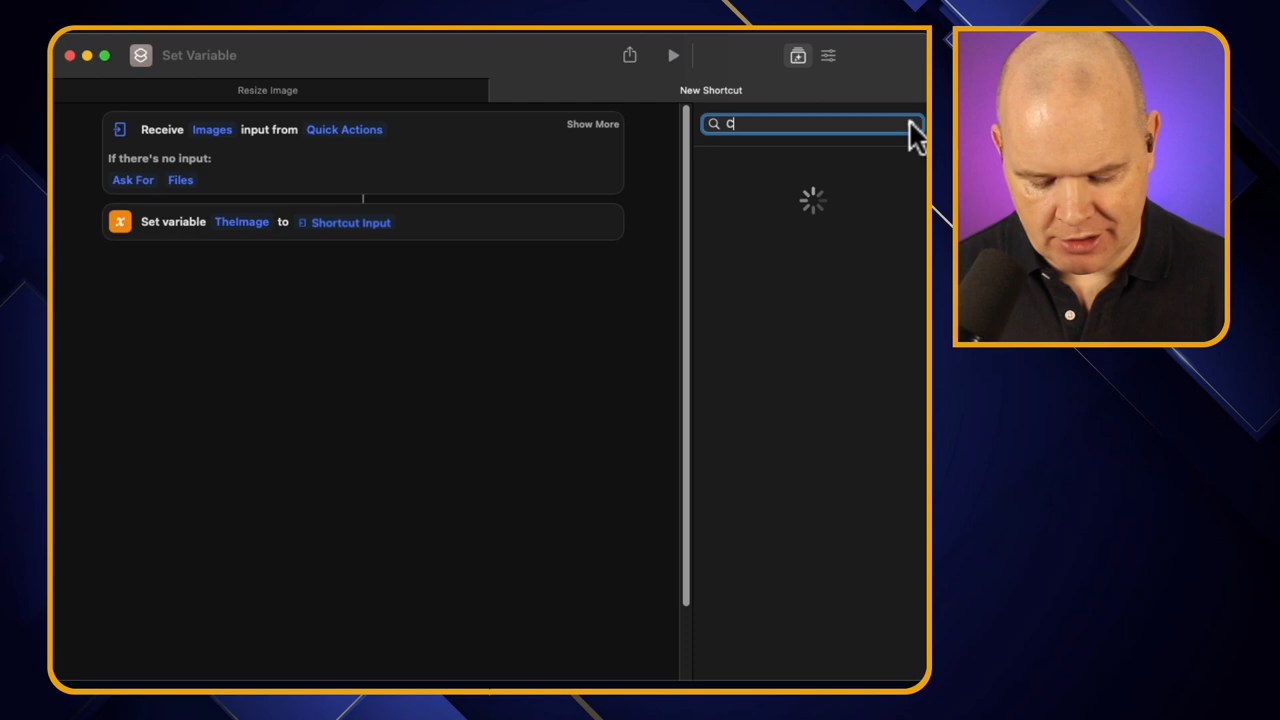 Set Variable
Resize Image
New Shortcut
Receive Images input from Quick Actions
Show More
If there's no input:
Ask For Files
Set variable TheImage to Shortcut Input
C